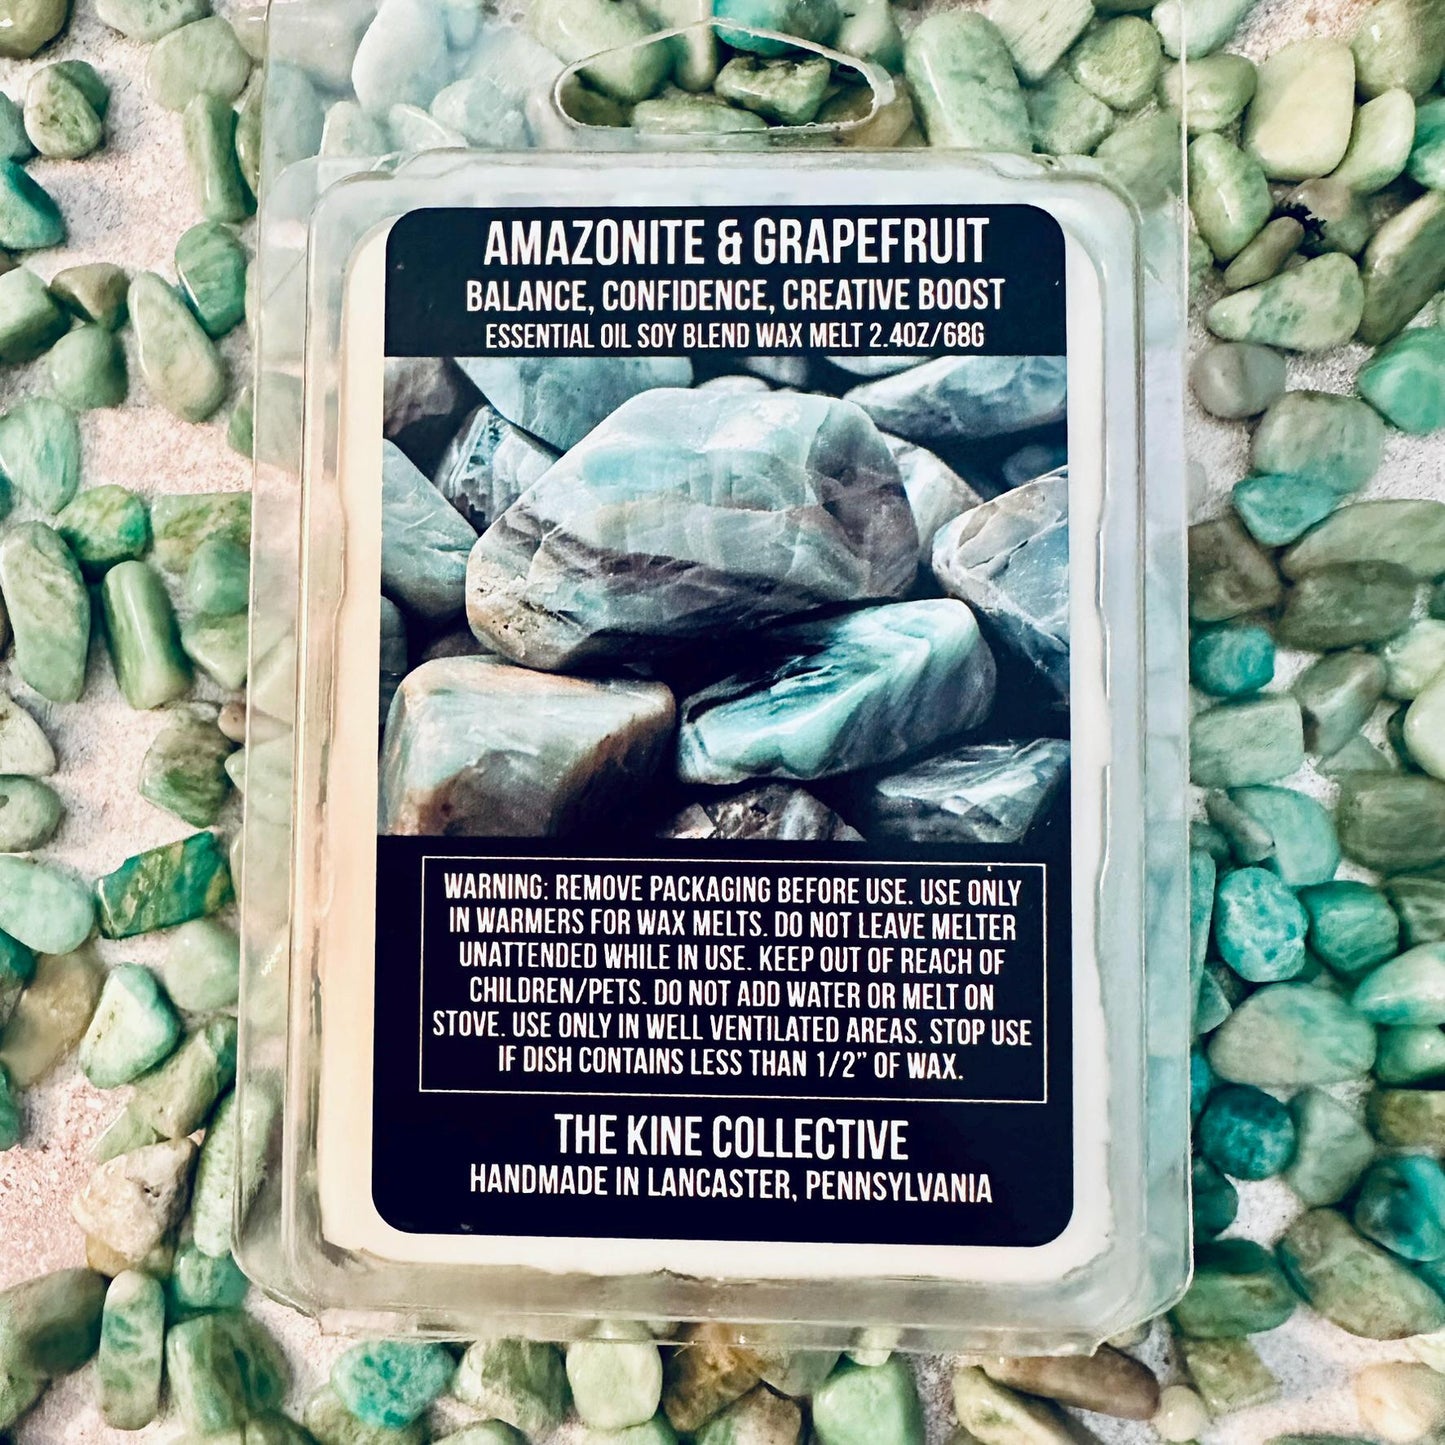 AMAZONITE & GRAPEFRUIT
BALANCE, CONFIDENCE, CREATIVE BOOST
ESSENTIAL OIL SOY BLEND WAX MELT 2.4OZ/68G
WARNING: REMOVE PACKAGING BEFORE USE. USE ONLY
IN WARMERS FOR WAX MELTS. DO NOT LEAVE MELTER
UNATTENDED WHILE IN USE. KEEP OUT OF REACH OF
CHILDREN/PETS. DO NOT ADD WATER OR MELT ON
STOVE. USE ONLY IN WELL VENTILATED AREAS. STOP USE
IF DISH CONTAINS LESS THAN 1/2” OF WAX.
THE KINE COLLECTIVE
HANDMADE IN LANCASTER, PENNSYLVANIA